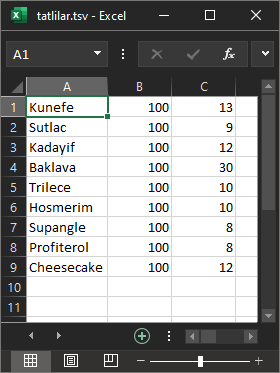 tatlilar.tsv - Excel
A1
fx
A B C
1 Kunefe 100 13
2 Sutlac 100 9
3 Kadayif 100 12
4 Baklava 100 30
5 Trilece 100 10
6 Hosmerim 100 10
7 Supangle 100 8
8 Profiterol 100 8
9 Cheesecake 100 12
10
11